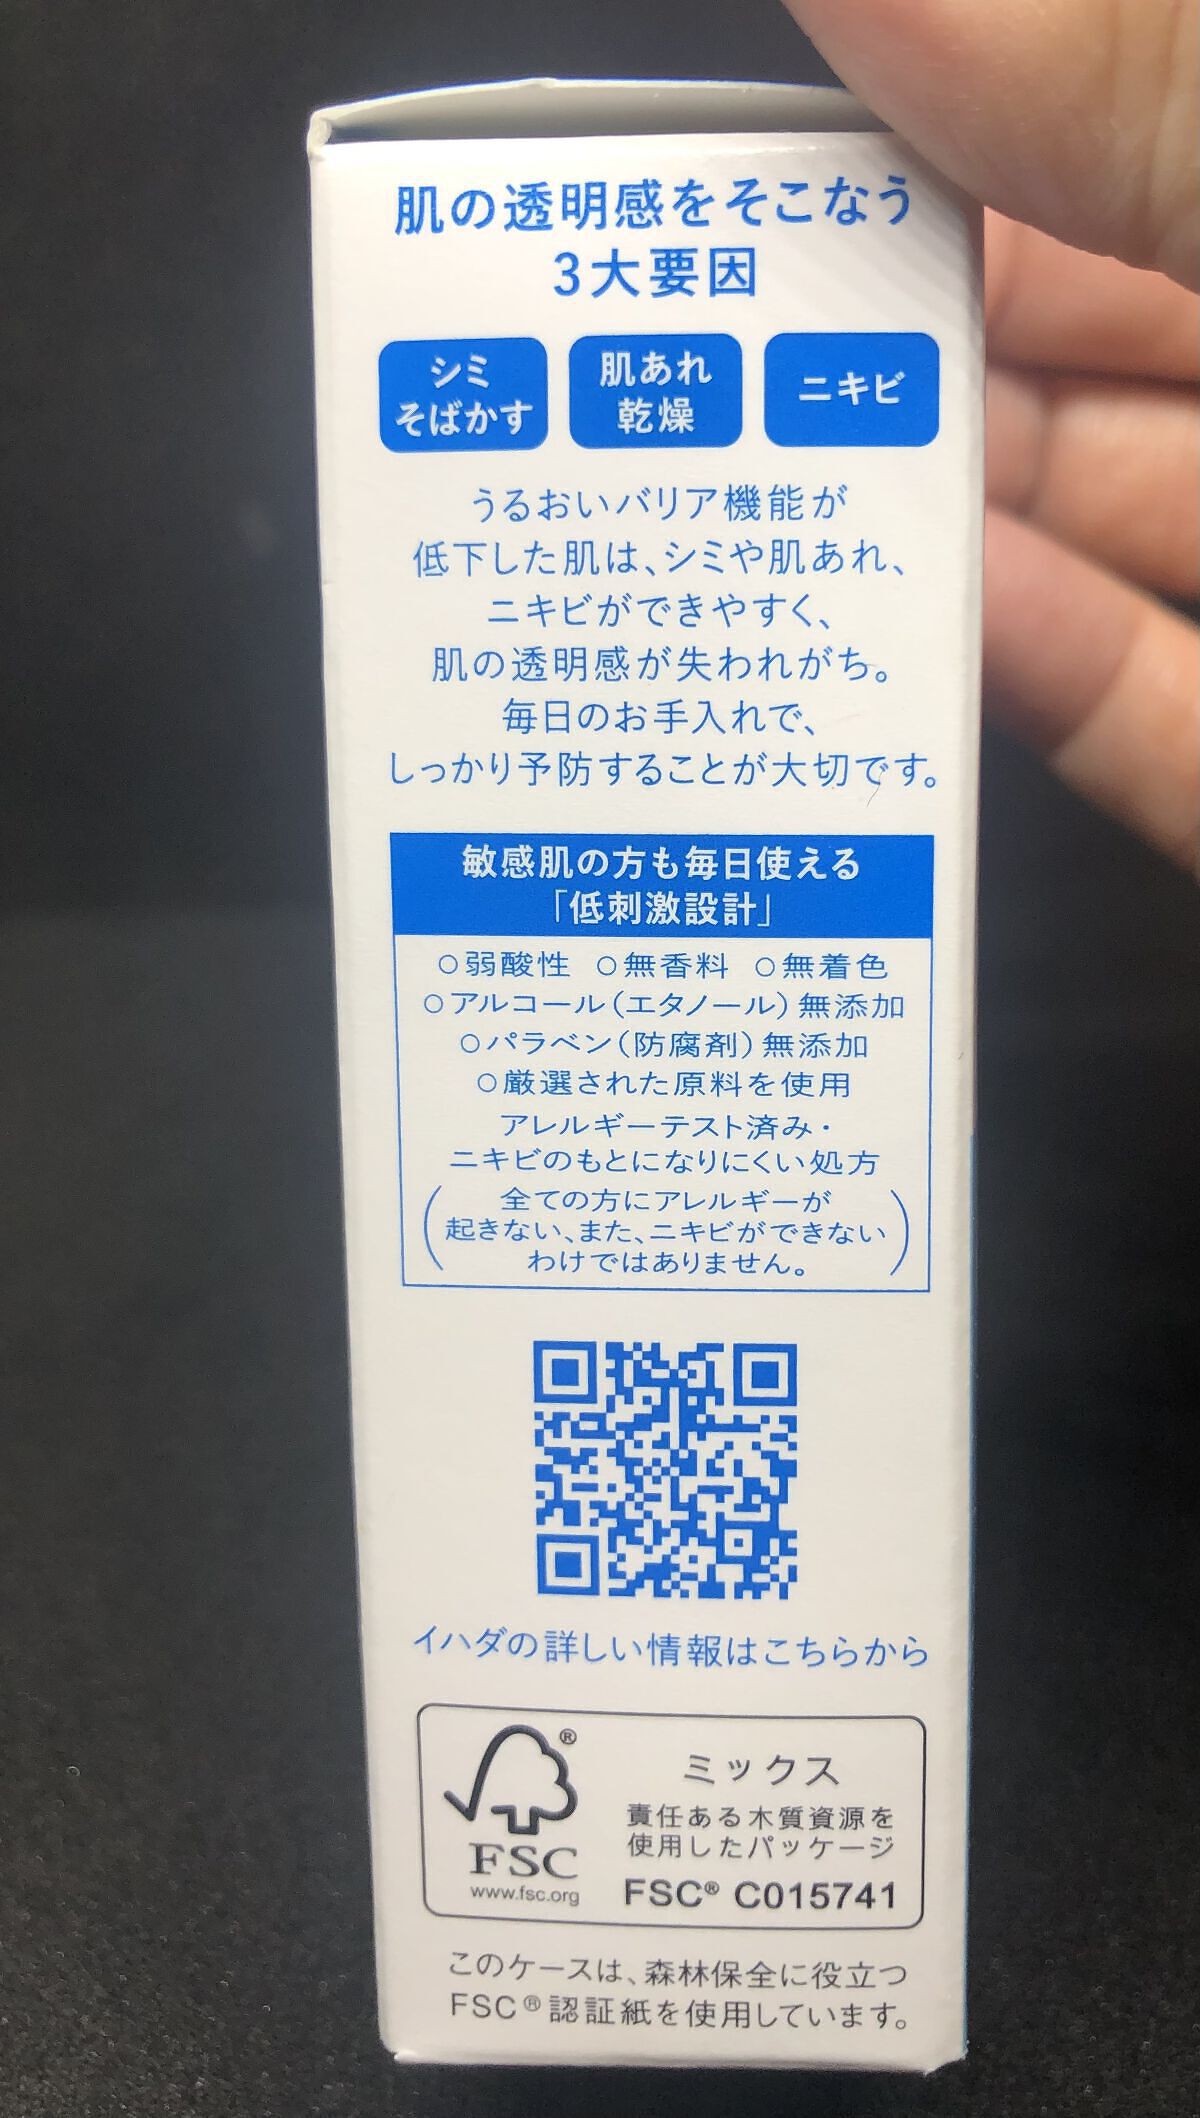 肌の透明感をそこなう
3大要因
シミ
そばかす
肌あれ
乾燥
ニキビ
うるおいバリア機能が
低下した肌は、シミや肌あれ、
ニキビができやすく、
肌の透明感が失われがち。
毎日のお手入れで、
しっかり予防することが大切です。
敏感肌の方も毎日使える
「低刺激設計」
○弱酸性 ○無香料 ○無着色
○アルコール(エタノール)無添加
○パラベン(防腐剤)無添加
○厳選された原料を使用
アレルギーテスト済み・
ニキビのもとになりにくい処方
(全ての方にアレルギーが
起きない、また、ニキビができない
わけではありません。)
イハダの詳しい情報はこちらから
®
FSC
www.fsc.org
ミックス
責任ある木質資源を
使用したパッケージ
FSC® C015741
このケースは、森林保全に役立つ
FSC®認証紙を使用しています。